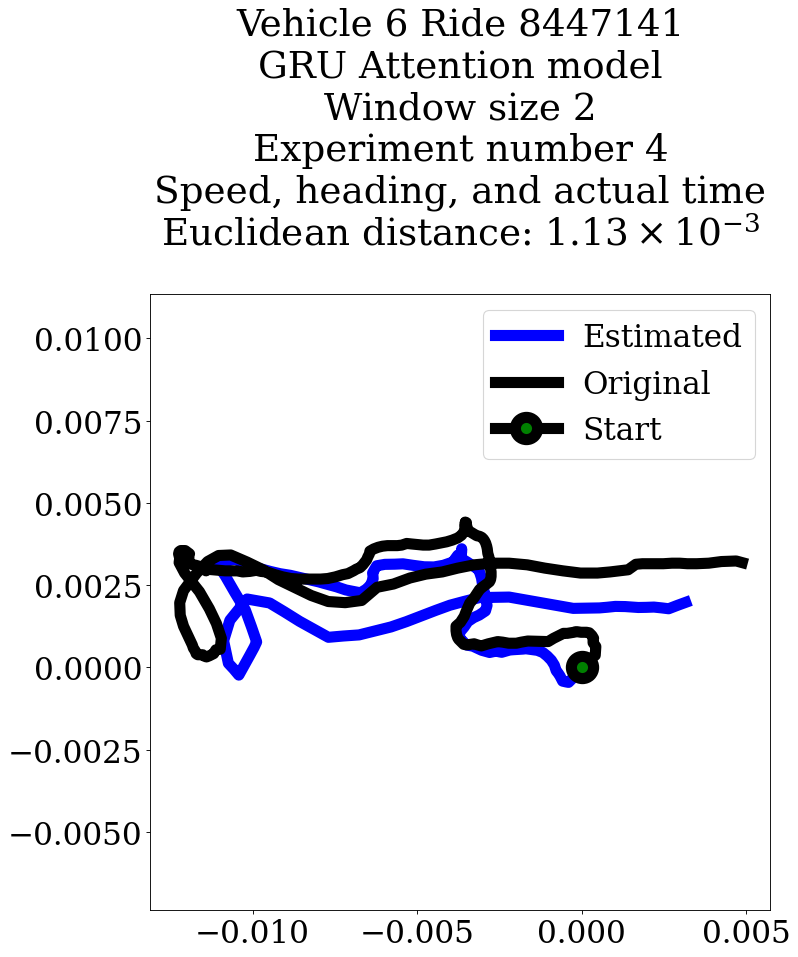 Vehicle 6 Ride 8447141
GRU Attention model
Window size 2
Experiment number 4
Speed, heading, and actual time
Euclidean distance: 1.13 × 10⁻³
Estimated
Original
Start
0.0100
0.0075
0.0050
0.0025
0.0000
−0.0025
−0.0050
−0.010
−0.005
0.000
0.005